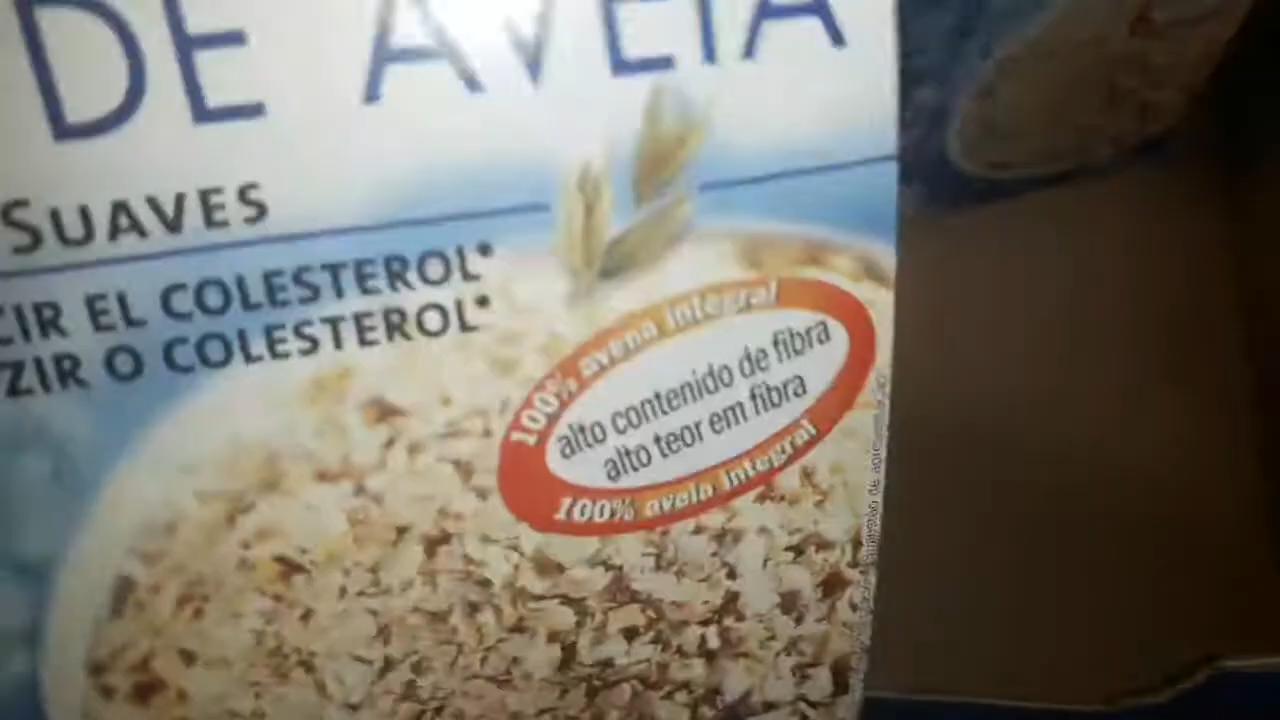 DE AVEIA
SUAVES
CIR EL COLESTEROL*
ZIR O COLESTEROL*
100% avena integral
alto contenido de fibra
alto teor em fibra
100% aveia integral